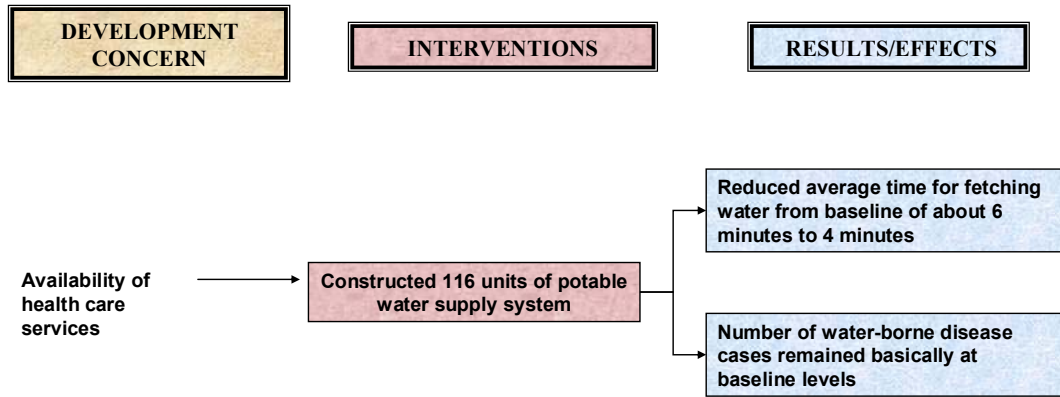 DEVELOPMENT
CONCERN
INTERVENTIONS
RESULTS/EFFECTS
Reduced average time for fetching
water from baseline of about 6
minutes to 4 minutes
Availability of
health care
services
Constructed 116 units of potable
water supply system
Number of water-borne disease
cases remained basically at
baseline levels